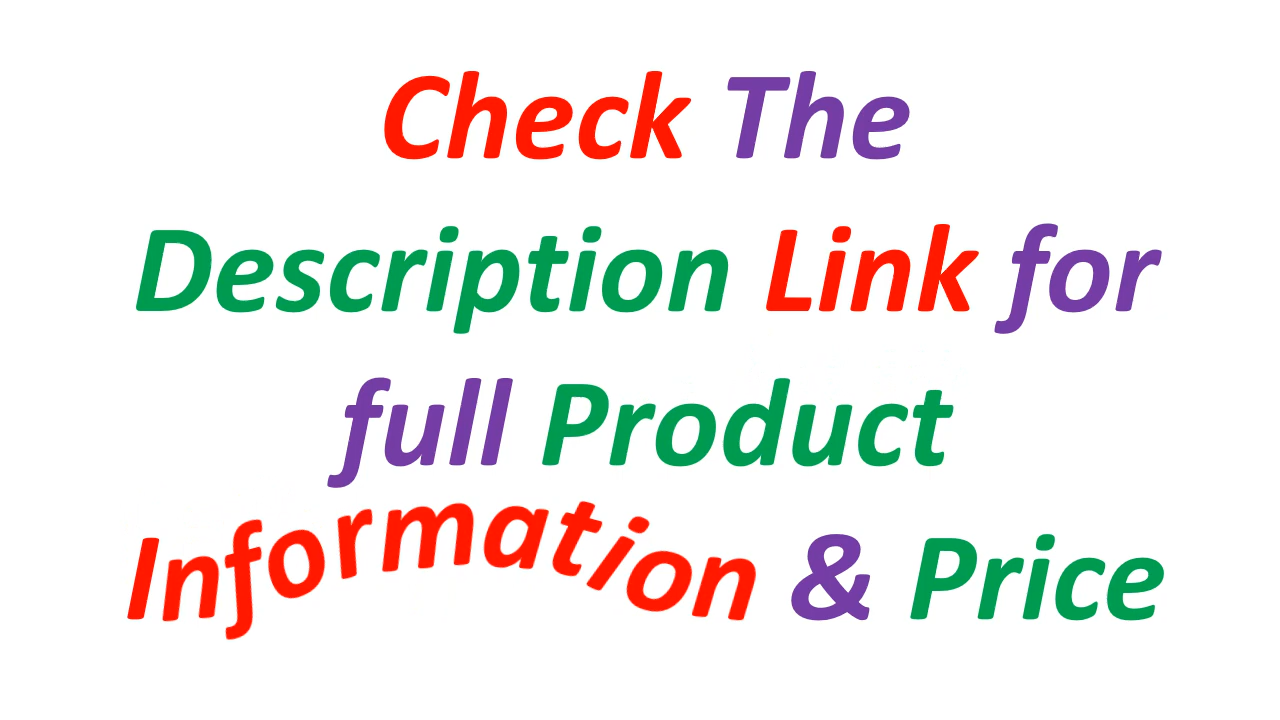 Check The
Description Link for
full Product
Information & Price